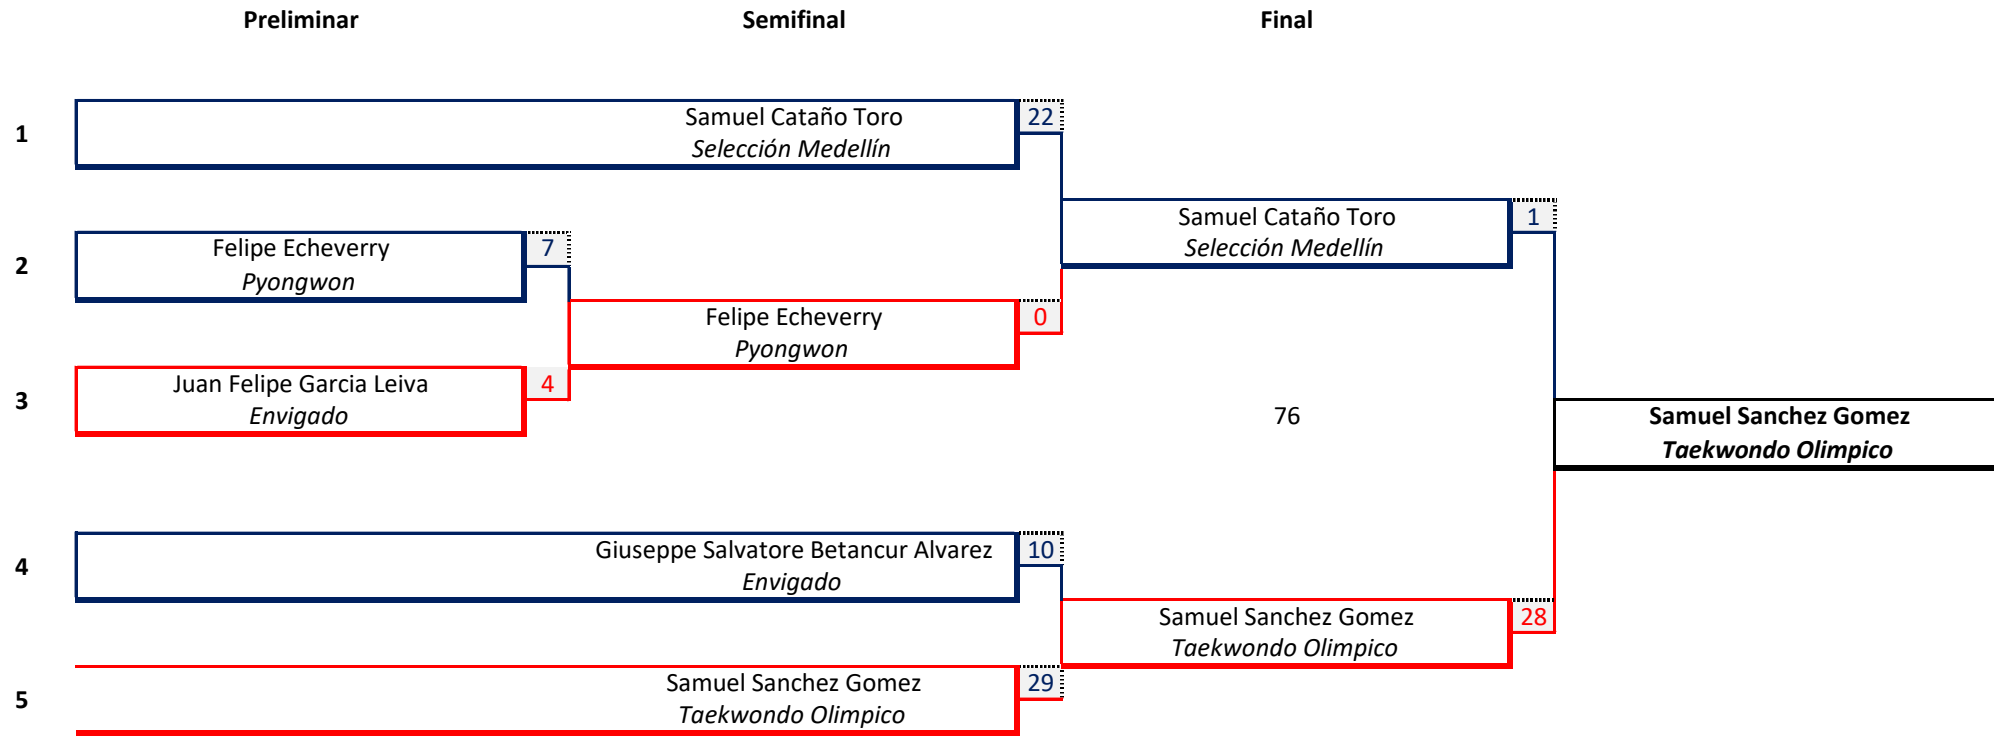 Preliminar Semifinal Final
1
Samuel Cataño Toro
Selección Medellín
22
2
Felipe Echeverry
Pyongwon
7
3
Juan Felipe Garcia Leiva
Envigado
4
Felipe Echeverry
Pyongwon
0
Samuel Cataño Toro
Selección Medellín
1
76
Samuel Sanchez Gomez
Taekwondo Olimpico
4
Giuseppe Salvatore Betancur Alvarez
Envigado
10
5
Samuel Sanchez Gomez
Taekwondo Olimpico
29
Samuel Sanchez Gomez
Taekwondo Olimpico
28